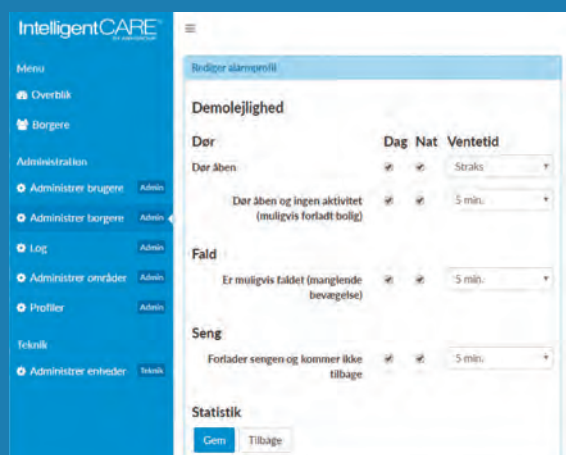 IntelligentCARE
Menu
Overblik
Borgere
Administration
Administrer brugere Admin
Administrer borgere Admin
Log Admin
Administrer områder Admin
Profiler Admin
Teknik
Administrer enheder Teknik
Rediger alarmprofil
Demolejlighed
Dør Dag Nat Ventetid
Dør åben Straks
Dør åben og ingen aktivitet 5 min.
(muligvis forladt bolig)
Fald
Er muligvis faldet (manglende 5 min.
bevægelse)
Seng
Forlader sengen og kommer ikke 5 min.
tilbage
Statistik
Gem Tilbage